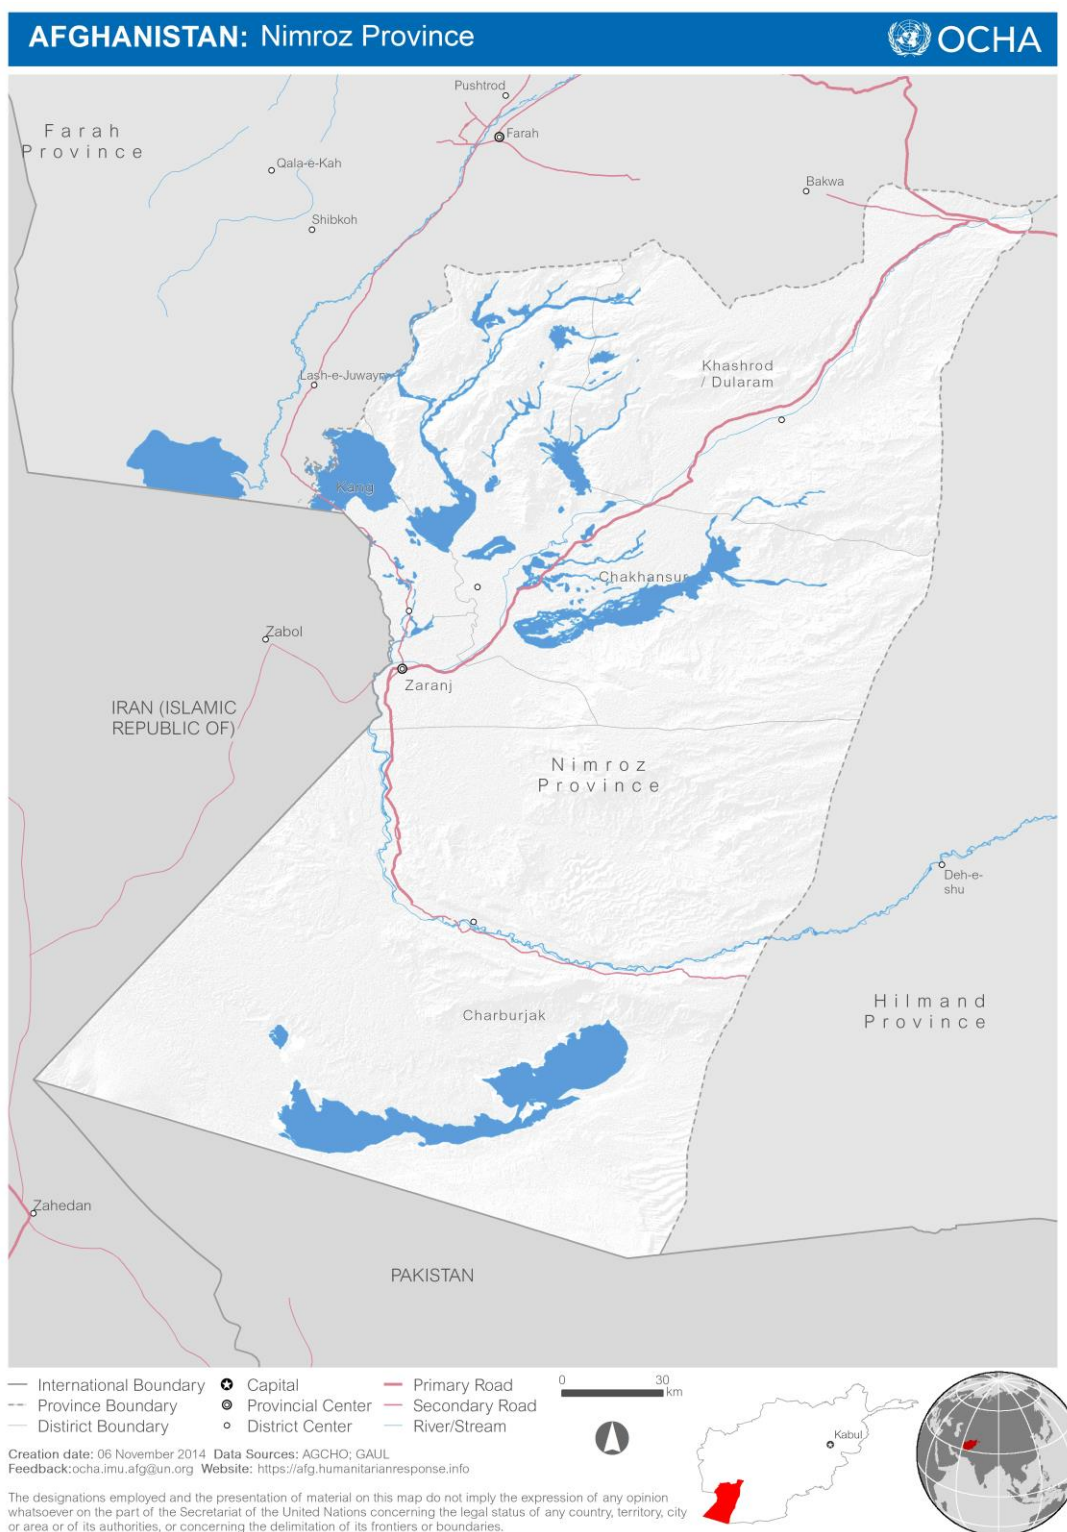 AFGHANISTAN: Nimroz Province
OCHA
Pushtrod
Farah
Farah
Province
Qala-e-Kah
Bakwa
Shibkoh
Khashrod
/ Dularam
Lash-e-Juwayn
Kang
Chakhansur
Zabol
Zaranj
IRAN (ISLAMIC
REPUBLIC OF)
Nimroz
Province
Deh-e-
shu
Hilmand
Province
Charburjak
Zahedan
PAKISTAN
International Boundary
Province Boundary
Distirict Boundary
Capital
Provincial Center
District Center
Primary Road
Secondary Road
River/Stream
0 30
km
Kabul
Creation date: 06 November 2014 Data Sources: AGCHO; GAUL
Feedback:ocha.imu.afg@un.org Website: https://afg.humanitarianresponse.info
The designations employed and the presentation of material on this map do not imply the expression of any opinion
whatsoever on the part of the Secretariat of the United Nations concerning the legal status of any country, territory, city
or area or of its authorities, or concerning the delimitation of its frontiers or boundaries.